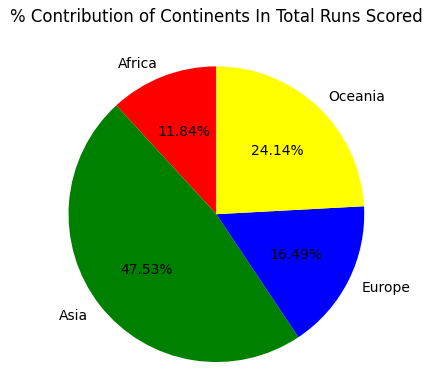 % Contribution of Continents In Total Runs Scored
Africa
Oceania
11.84%
24.14%
16.49%
47.53%
Europe
Asia